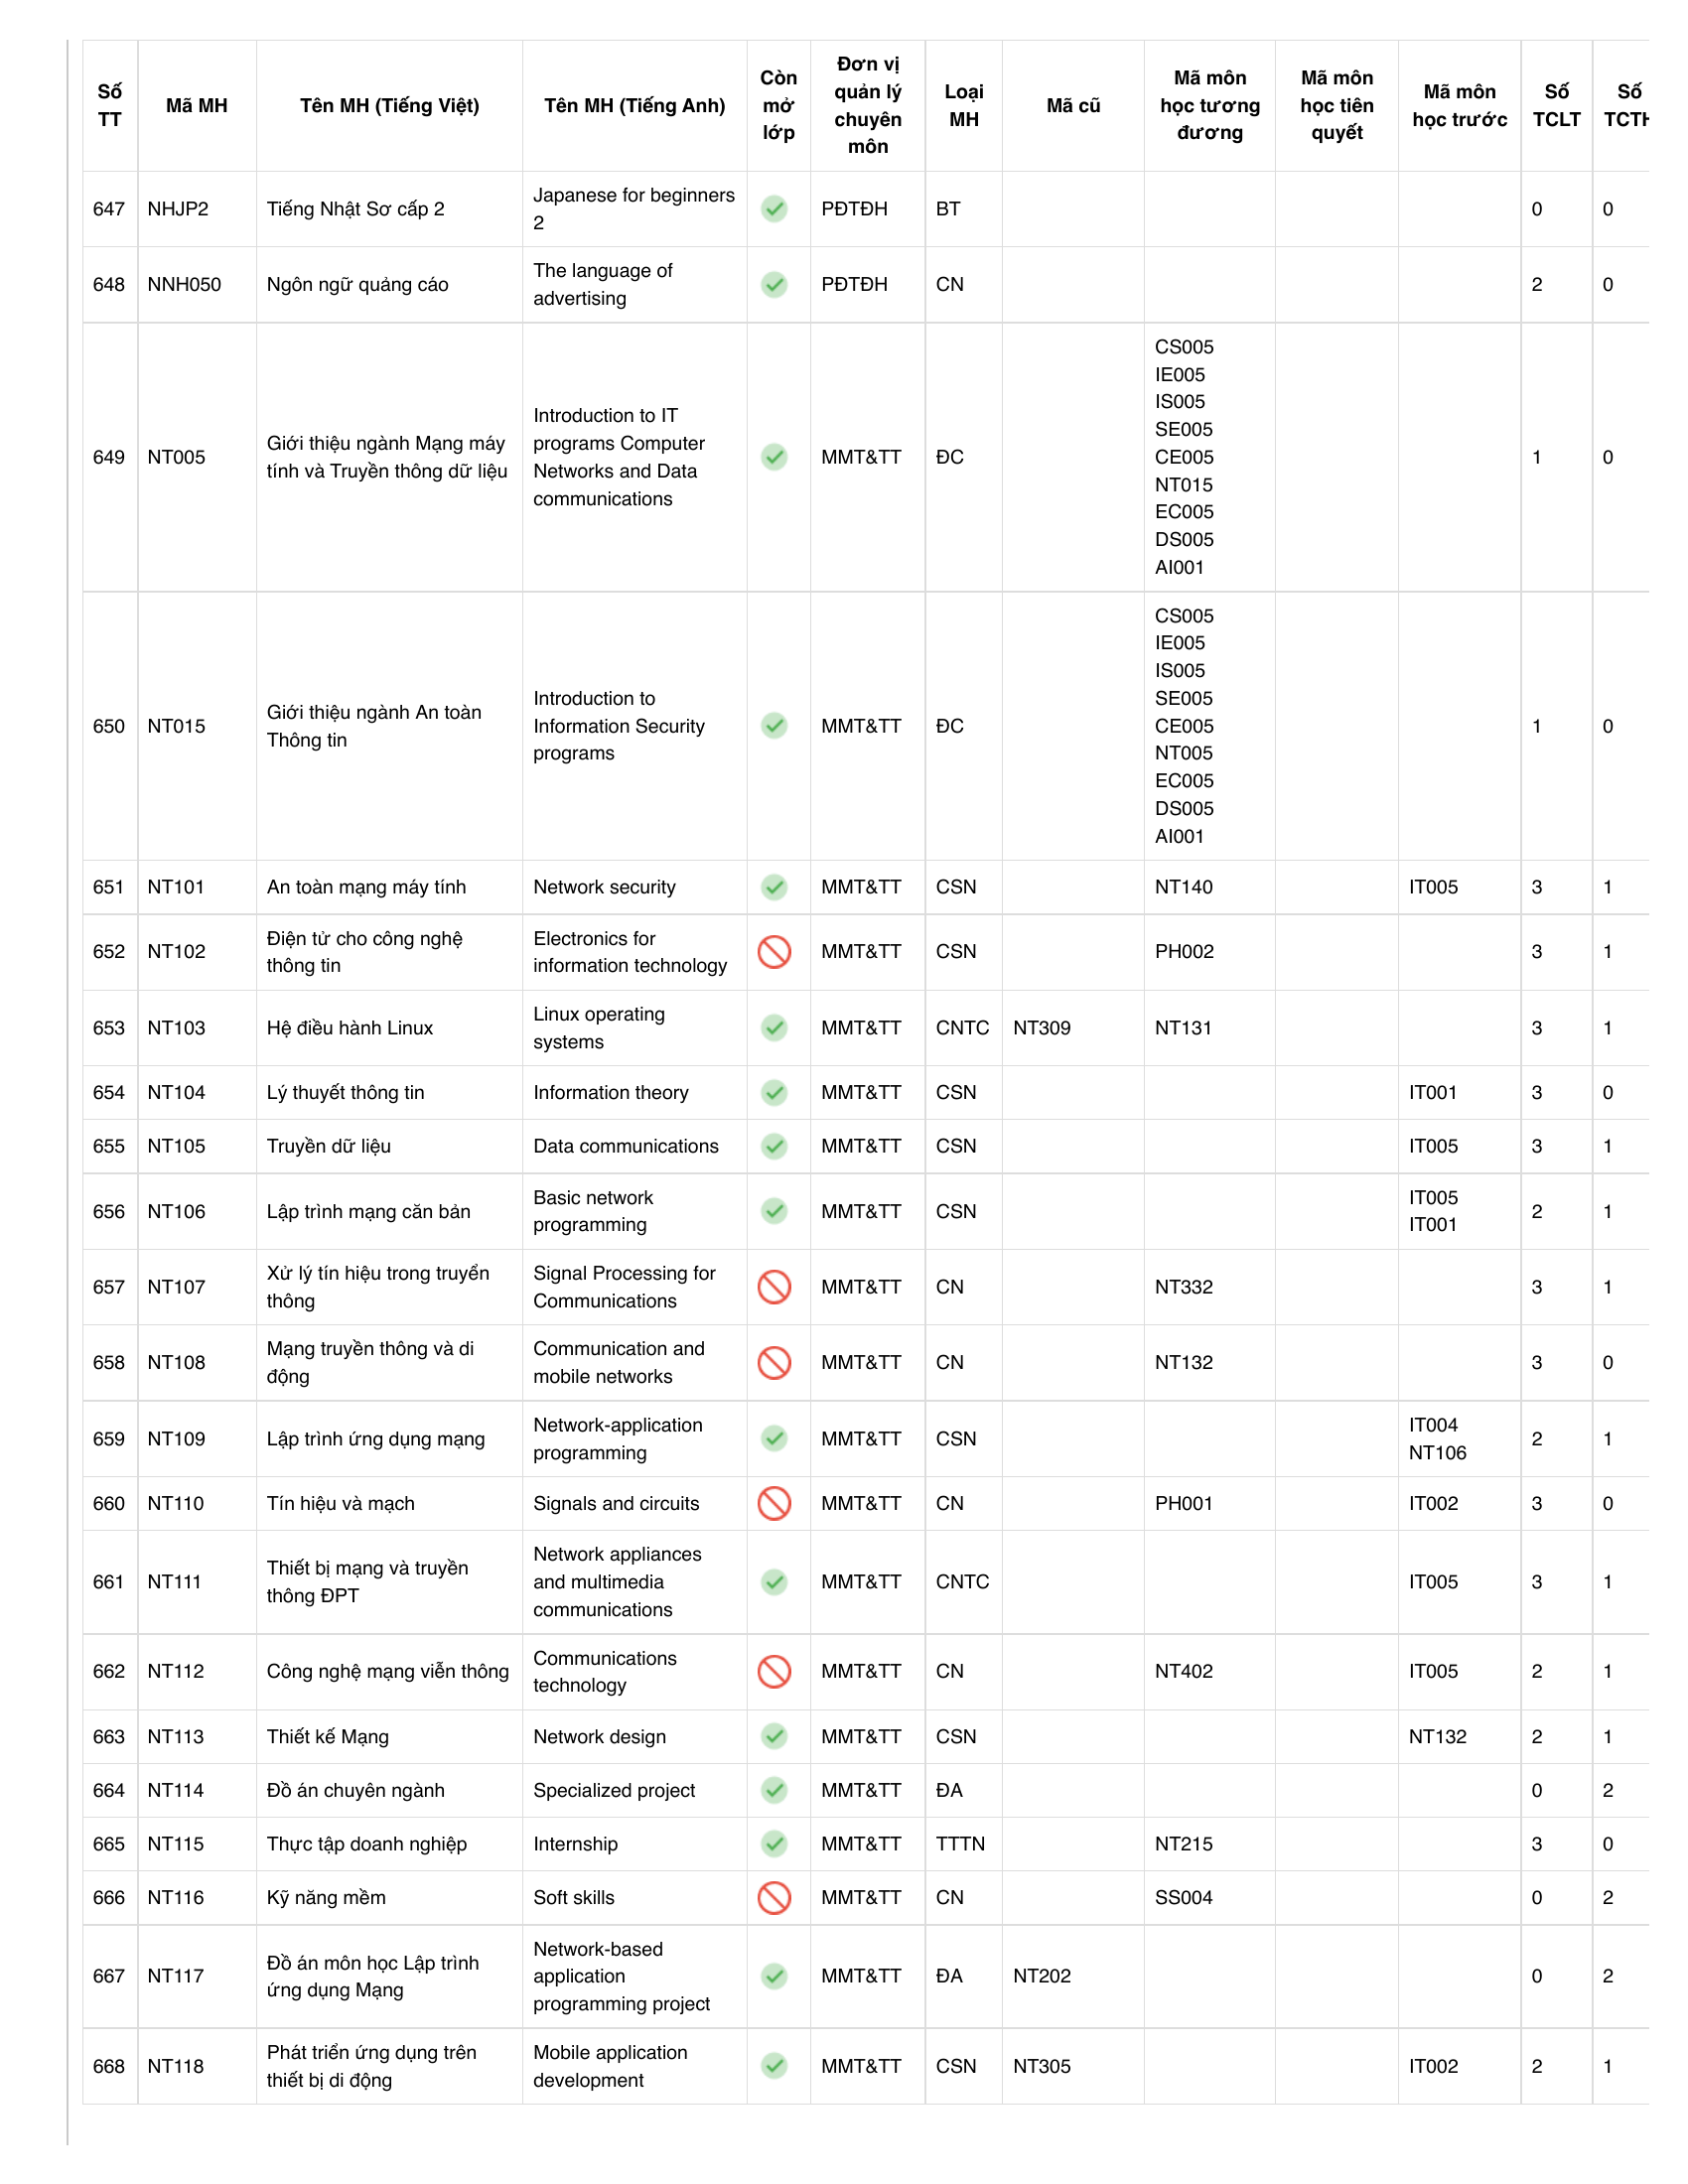 Số TT Mã MH Tên MH (Tiếng Việt) Tên MH (Tiếng Anh) Còn mở lớp Đơn vị quản lý chuyên môn Loại MH Mã cũ Mã môn học tương đương Mã môn học tiên quyết Mã môn học trước Số TCLT Số TCTH
647 NHJP2 Tiếng Nhật Sơ cấp 2 Japanese for beginners 2 PĐTĐH BT 0 0
648 NNH050 Ngôn ngữ quảng cáo The language of advertising PĐTĐH CN 2 0
649 NT005 Giới thiệu ngành Mạng máy tính và Truyền thông dữ liệu Introduction to IT programs Computer Networks and Data communications MMT&TT ĐC CS005 IE005 IS005 SE005 CE005 NT015 EC005 DS005 AI001 1 0
650 NT015 Giới thiệu ngành An toàn Thông tin Introduction to Information Security programs MMT&TT ĐC CS005 IE005 IS005 SE005 CE005 NT005 EC005 DS005 AI001 1 0
651 NT101 An toàn mạng máy tính Network security MMT&TT CSN NT140 IT005 3 1
652 NT102 Điện tử cho công nghệ thông tin Electronics for information technology MMT&TT CSN PH002 3 1
653 NT103 Hệ điều hành Linux Linux operating systems MMT&TT CNTC NT309 NT131 3 1
654 NT104 Lý thuyết thông tin Information theory MMT&TT CSN IT001 3 0
655 NT105 Truyền dữ liệu Data communications MMT&TT CSN IT005 3 1
656 NT106 Lập trình mạng căn bản Basic network programming MMT&TT CSN IT005 IT001 2 1
657 NT107 Xử lý tín hiệu trong truyển thông Signal Processing for Communications MMT&TT CN NT332 3 1
658 NT108 Mạng truyền thông và di động Communication and mobile networks MMT&TT CN NT132 3 0
659 NT109 Lập trình ứng dụng mạng Network-application programming MMT&TT CSN IT004 NT106 2 1
660 NT110 Tín hiệu và mạch Signals and circuits MMT&TT CN PH001 IT002 3 0
661 NT111 Thiết bị mạng và truyền thông ĐPT Network appliances and multimedia communications MMT&TT CNTC IT005 3 1
662 NT112 Công nghệ mạng viễn thông Communications technology MMT&TT CN NT402 IT005 2 1
663 NT113 Thiết kế Mạng Network design MMT&TT CSN NT132 2 1
664 NT114 Đồ án chuyên ngành Specialized project MMT&TT ĐA 0 2
665 NT115 Thực tập doanh nghiệp Internship MMT&TT TTTN NT215 3 0
666 NT116 Kỹ năng mềm Soft skills MMT&TT CN SS004 0 2
667 NT117 Đồ án môn học Lập trình ứng dụng Mạng Network-based application programming project MMT&TT ĐA NT202 0 2
668 NT118 Phát triển ứng dụng trên thiết bị di động Mobile application development MMT&TT CSN NT305 IT002 2 1